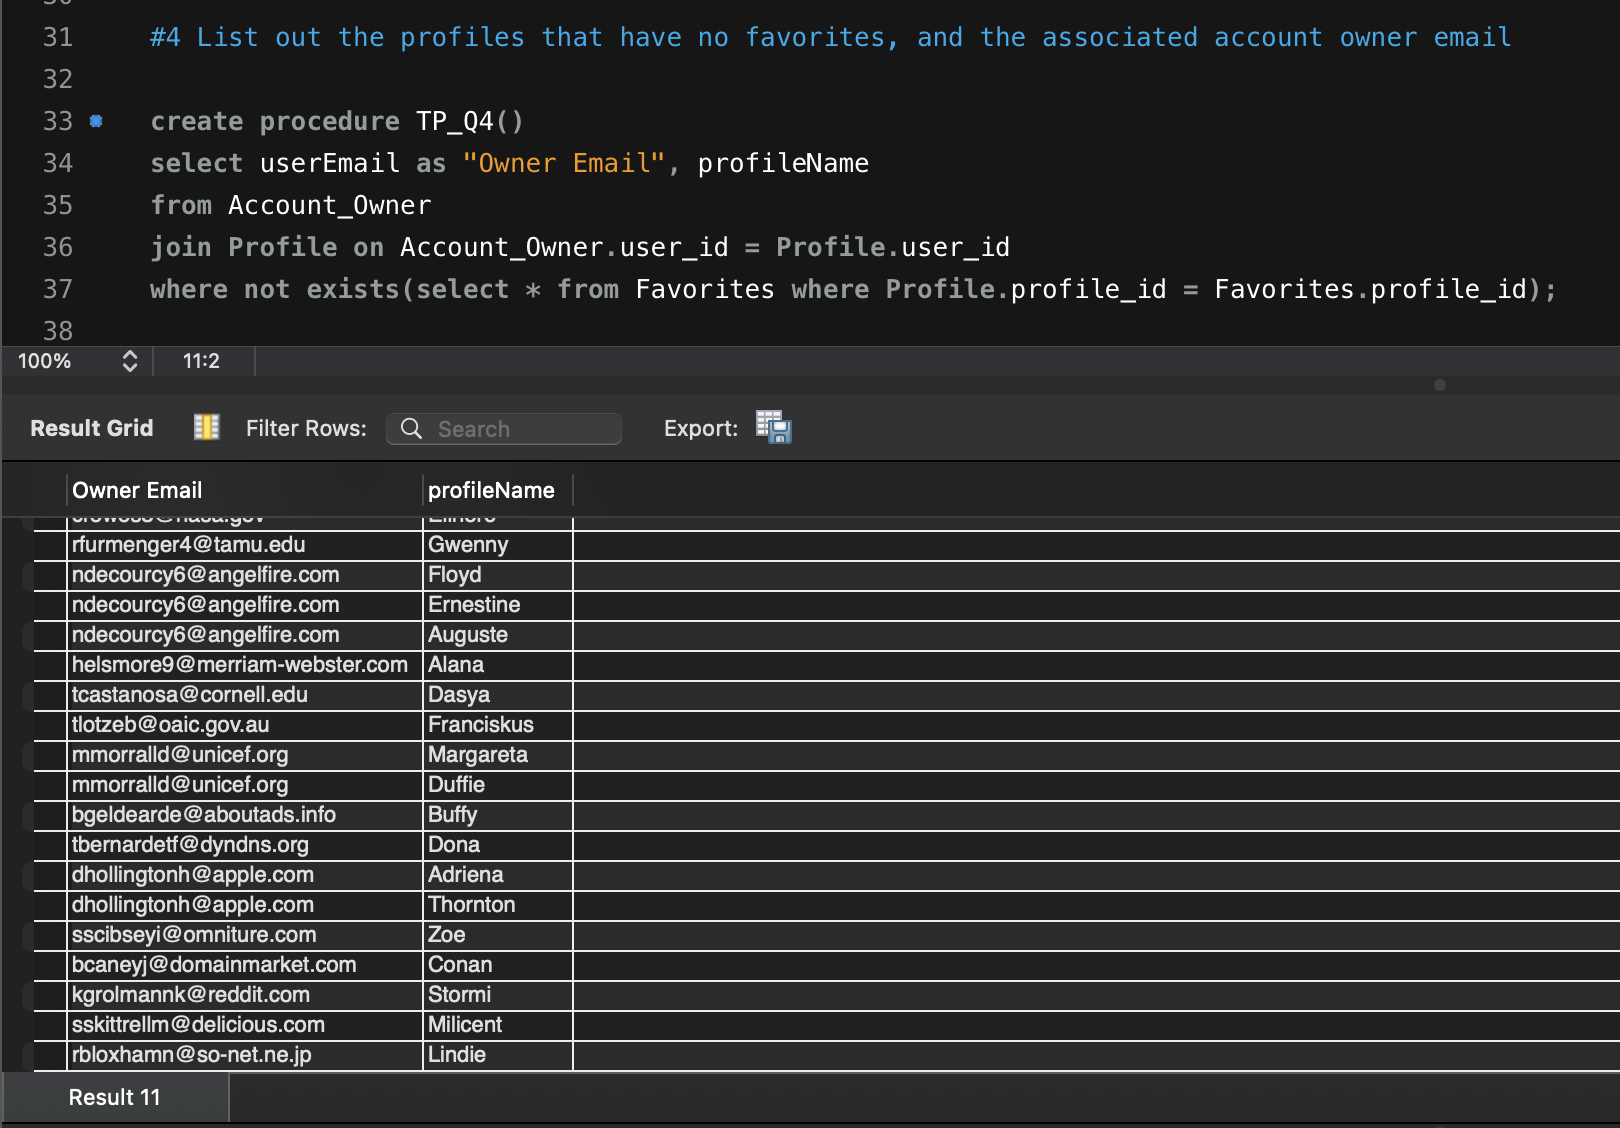 31 #4 List out the profiles that have no favorites, and the associated account owner email
32
33 create procedure TP_Q4()
34 select userEmail as "Owner Email", profileName
35 from Account_Owner
36 join Profile on Account_Owner.user_id = Profile.user_id
37 where not exists(select * from Favorites where Profile.profile_id = Favorites.profile_id);
38
100% 11:2
Result Grid Filter Rows: Search Export:
Owner Email profileName
rfurmenger4@tamu.edu Gwenny
ndecourcy6@angelfire.com Floyd
ndecourcy6@angelfire.com Ernestine
ndecourcy6@angelfire.com Auguste
helsmore9@merriam-webster.com Alana
tcastanosa@cornell.edu Dasya
tlotzeb@oaic.gov.au Franciskus
mmorralld@unicef.org Margareta
mmorralld@unicef.org Duffie
bgeldearde@aboutads.info Buffy
tbernardetf@dyndns.org Dona
dhollingtonh@apple.com Adriena
dhollingtonh@apple.com Thornton
sscibseyi@omniture.com Zoe
bcaneyj@domainmarket.com Conan
kgrolmannk@reddit.com Stormi
sskittrellm@delicious.com Milicent
rbloxhamn@so-net.ne.jp Lindie
Result 11